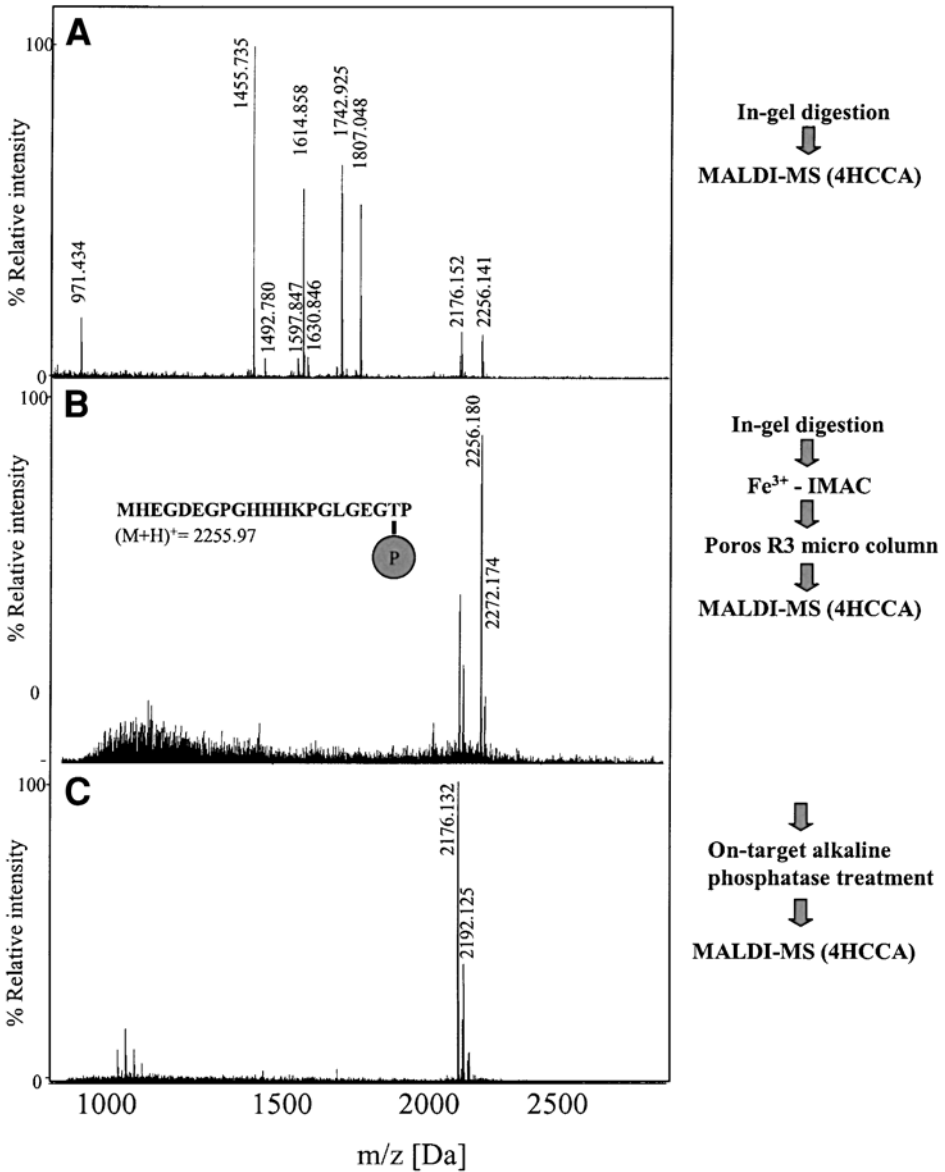 A
100
% Relative intensity
0
971.434
1455.735
1492.780
1597.847
1614.858
1630.846
1742.925
1807.048
2176.152
2256.141
In-gel digestion
MALDI-MS (4HCCA)
B
100
% Relative intensity
0
-
MHEGDEGPGHHHKPGLGEGTP
(M+H)⁺= 2255.97
P
2256.180
2272.174
In-gel digestion
Fe³⁺ - IMAC
Poros R3 micro column
MALDI-MS (4HCCA)
C
100
% Relative intensity
0
2176.132
2192.125
On-target alkaline
phosphatase treatment
MALDI-MS (4HCCA)
1000 1500 2000 2500
m/z [Da]